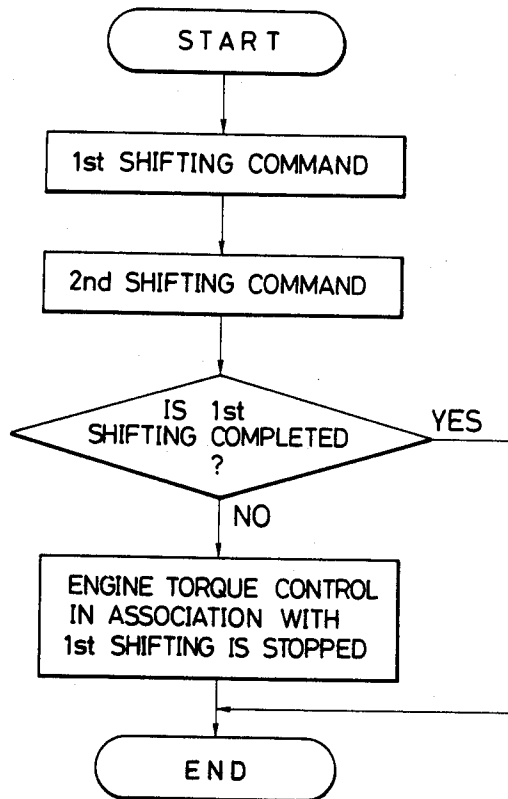 START
1st SHIFTING COMMAND
2nd SHIFTING COMMAND
IS 1st
SHIFTING COMPLETED
?
YES
NO
ENGINE TORQUE CONTROL
IN ASSOCIATION WITH
1st SHIFTING IS STOPPED
END